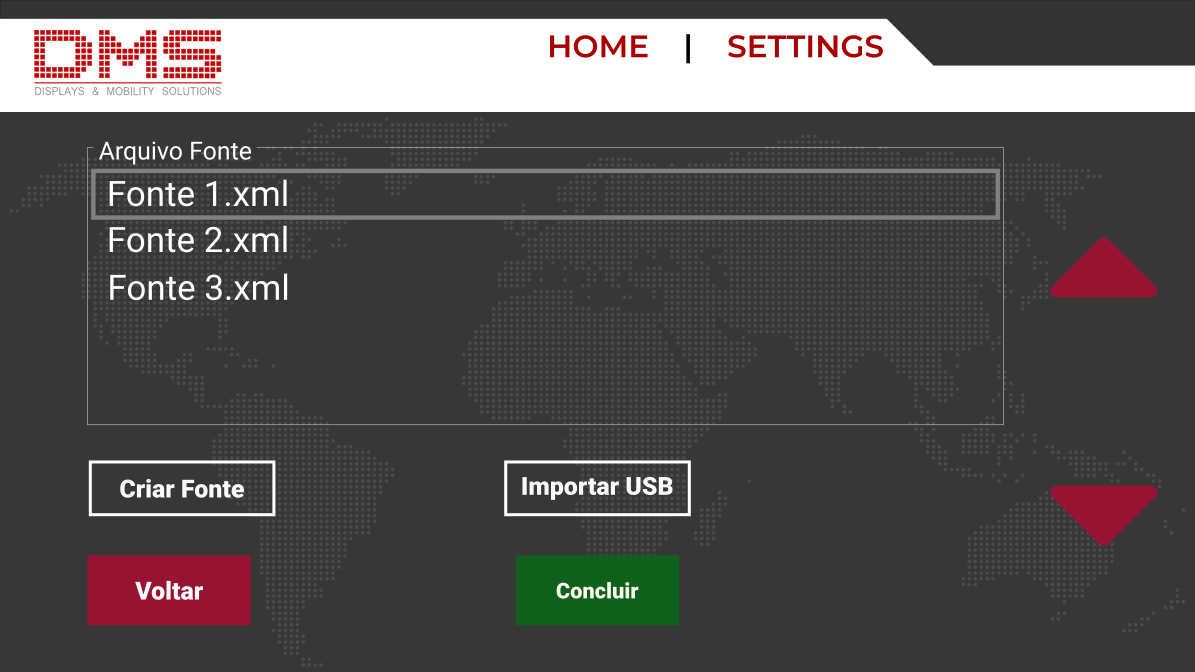 DMS
DISPLAYS & MOBILITY SOLUTIONS
HOME | SETTINGS
Arquivo Fonte
Fonte 1.xml
Fonte 2.xml
Fonte 3.xml
Criar Fonte
Importar USB
Voltar
Concluir